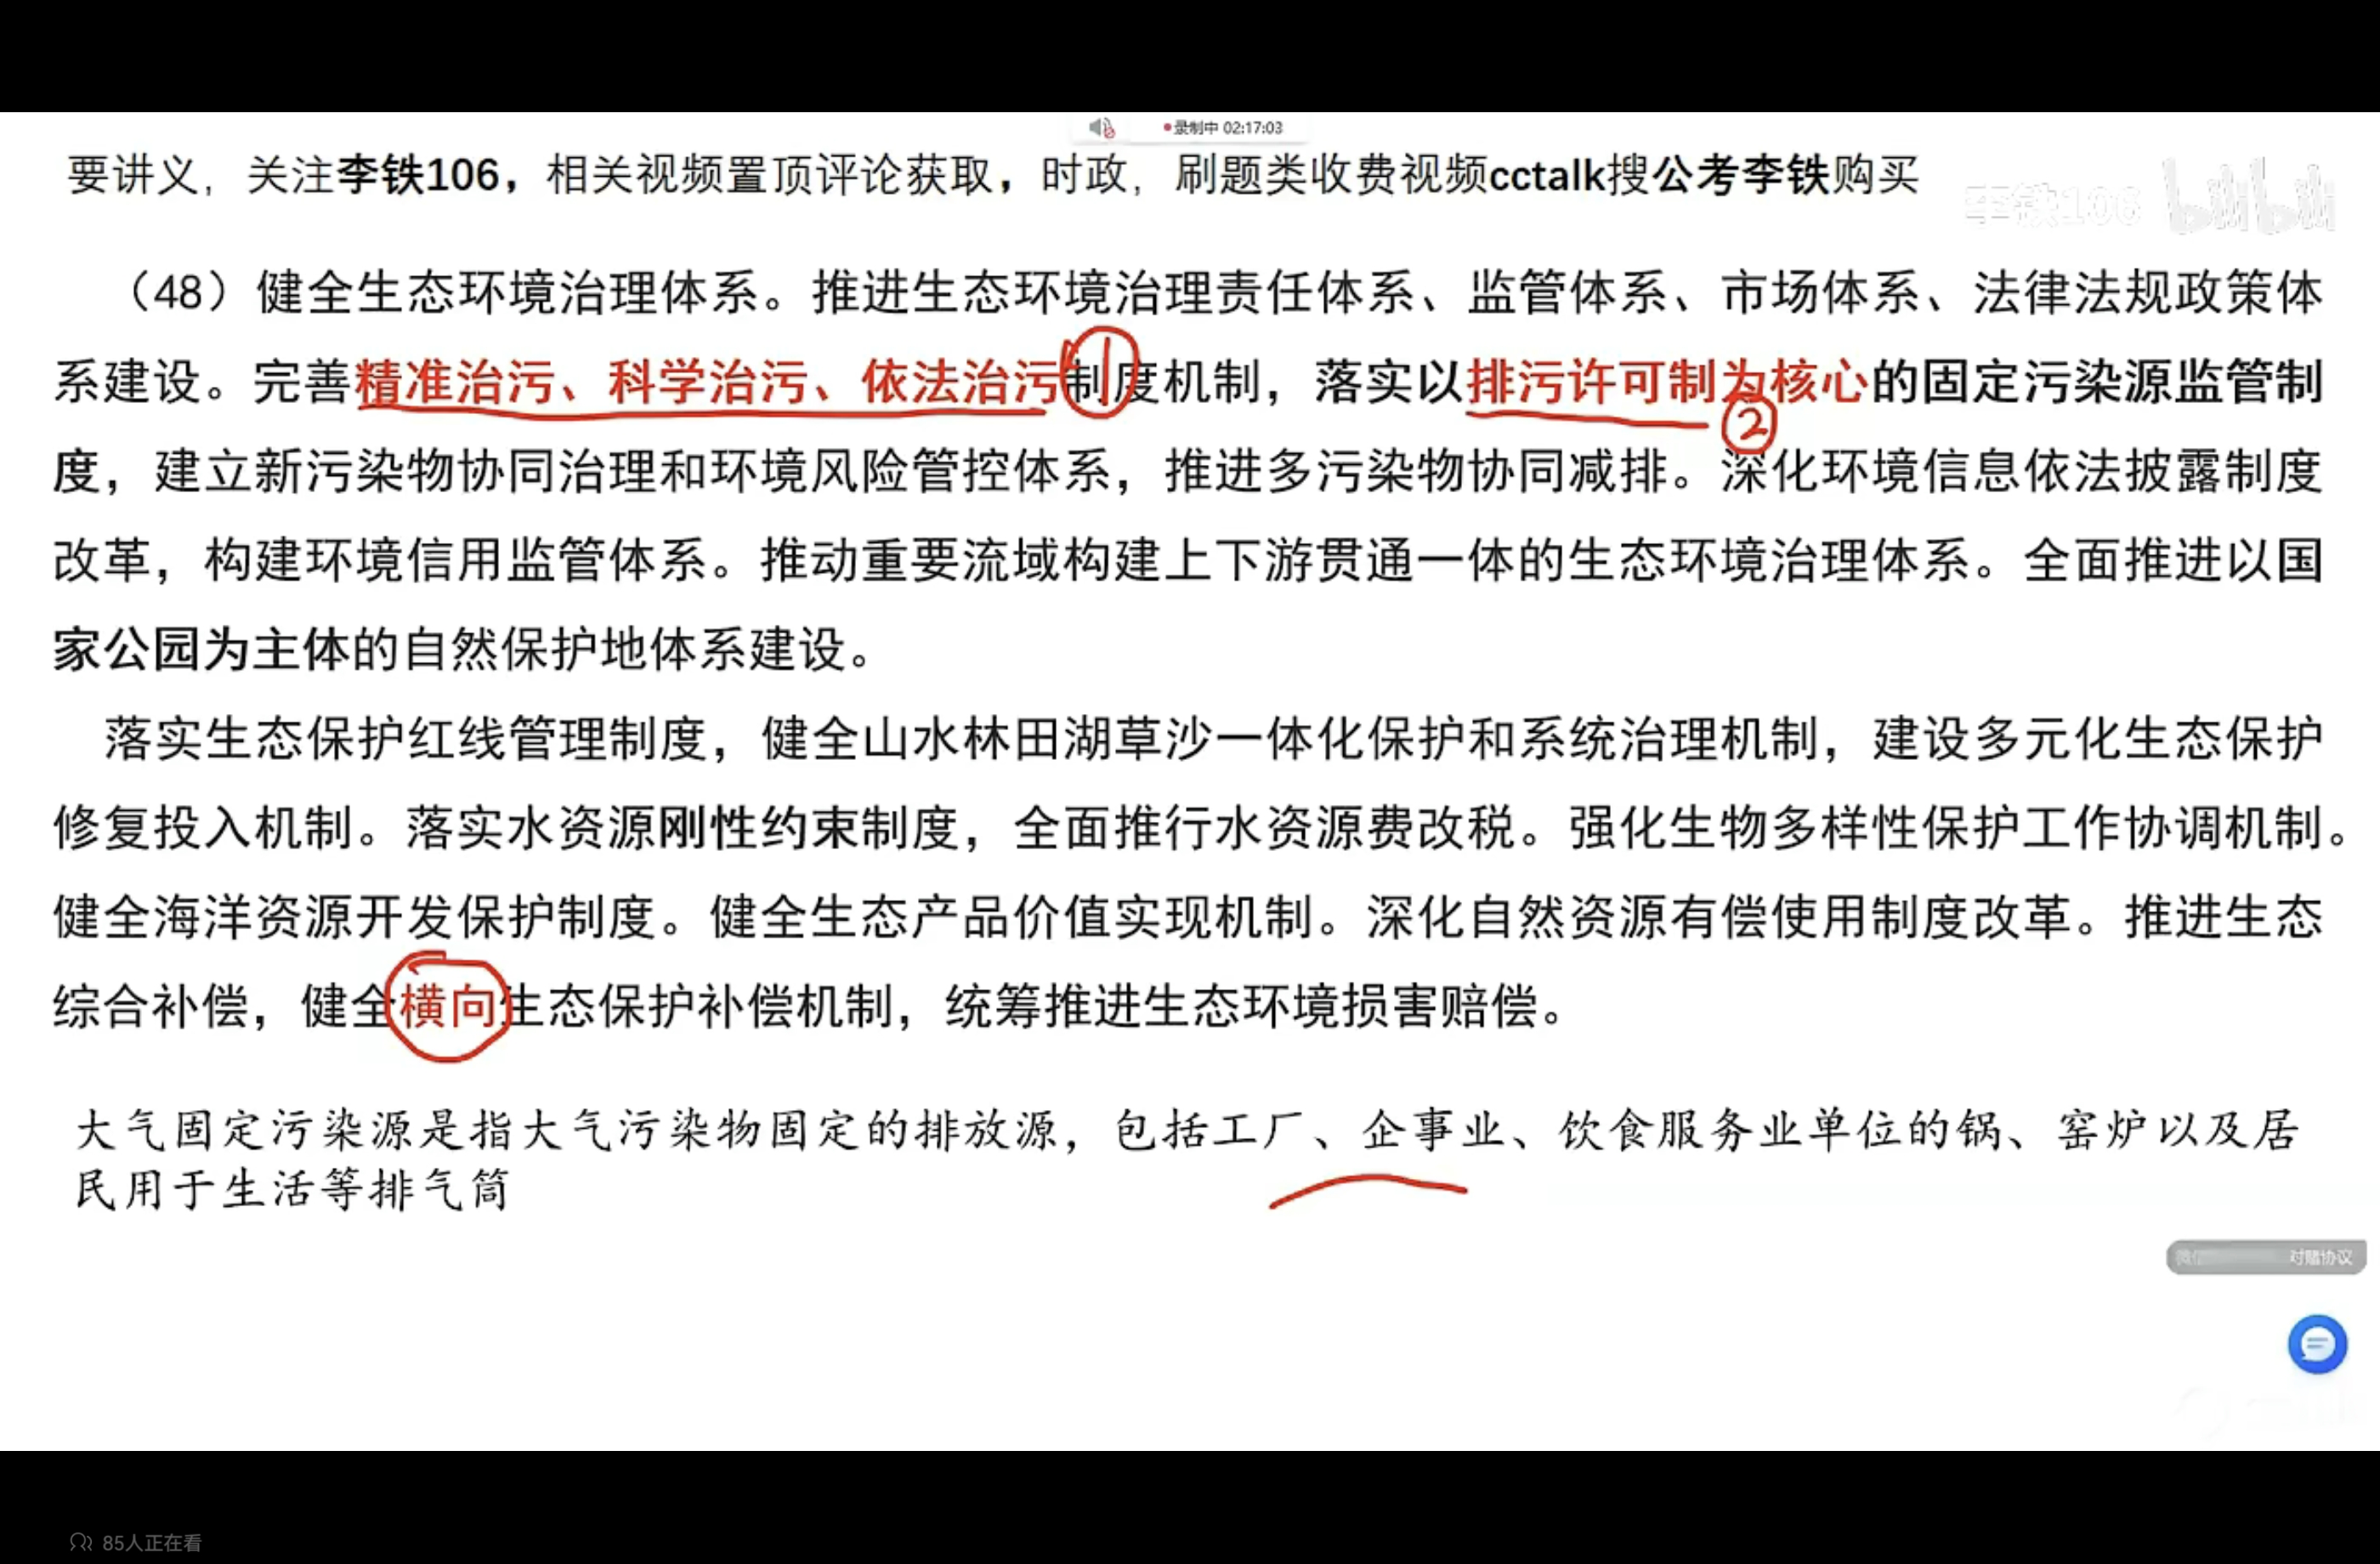 录制中 02:17:03
要讲义，关注李铁106，相关视频置顶评论获取，时政，刷题类收费视频cctalk搜公考李铁购买
李铁106 bilibili
（48）健全生态环境治理体系。推进生态环境治理责任体系、监管体系、市场体系、法律法规政策体
系建设。完善精准治污、科学治污、依法治污制度机制，落实以排污许可制为核心的固定污染源监管制
① ②
度，建立新污染物协同治理和环境风险管控体系，推进多污染物协同减排。深化环境信息依法披露制度
改革，构建环境信用监管体系。推动重要流域构建上下游贯通一体的生态环境治理体系。全面推进以国
家公园为主体的自然保护地体系建设。
落实生态保护红线管理制度，健全山水林田湖草沙一体化保护和系统治理机制，建设多元化生态保护
修复投入机制。落实水资源刚性约束制度，全面推行水资源费改税。强化生物多样性保护工作协调机制。
健全海洋资源开发保护制度。健全生态产品价值实现机制。深化自然资源有偿使用制度改革。推进生态
综合补偿，健全横向生态保护补偿机制，统筹推进生态环境损害赔偿。
大气固定污染源是指大气污染物固定的排放源，包括工厂、企事业、饮食服务业单位的锅、窑炉以及居
民用于生活等排气筒
对赌协议
85人正在看